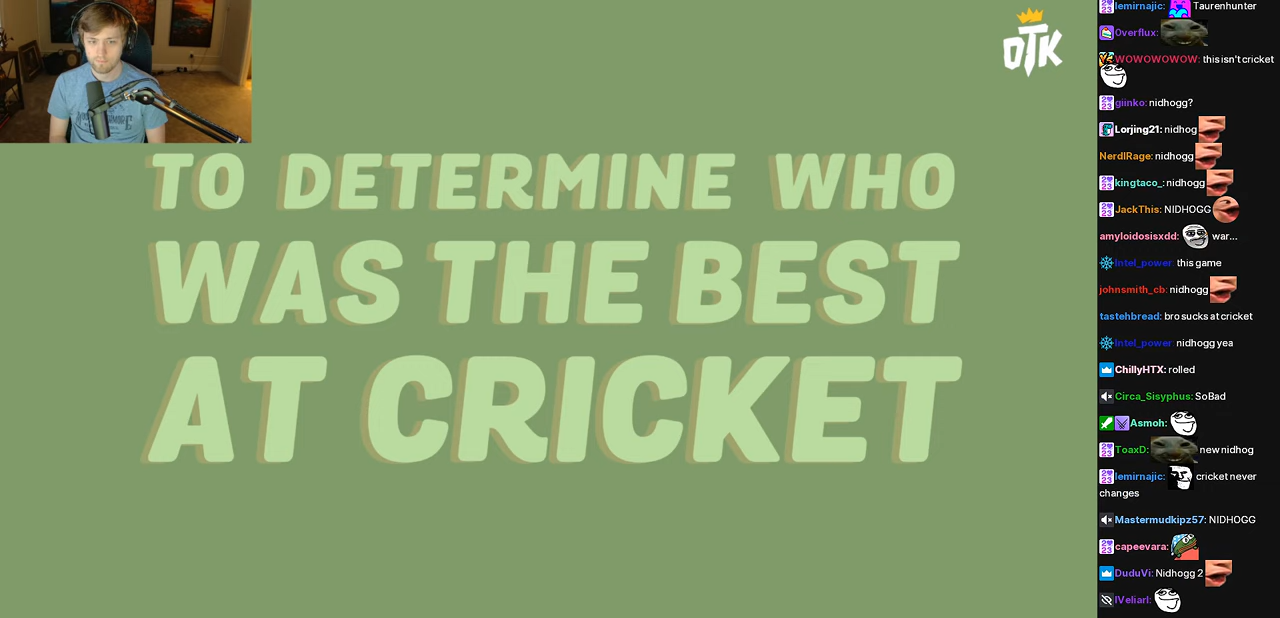 OTK
TO DETERMINE WHO
WAS THE BEST
AT CRICKET
lemirnajic: Taurenhunter
0verflux:
WOWOWOWOW: this isn't cricket
giinko: nidhogg?
Lorjing21: nidhog
NerdIRage: nidhogg
kingtaco_: nidhogg
JackThis: NIDHOGG
amyloidosisxdd: war...
Intel_power: this game
johnsmith_cb: nidhogg
tastehbread: bro sucks at cricket
Intel_power: nidhogg yea
ChillyHTX: rolled
Circa_Sisyphus: SoBad
Asmoh:
ToaxD: new nidhog
lemirnajic: cricket never
changes
Mastermudkipz57: NIDHOGG
capeevara:
DuduVi: Nidhogg 2
IVeliarI: